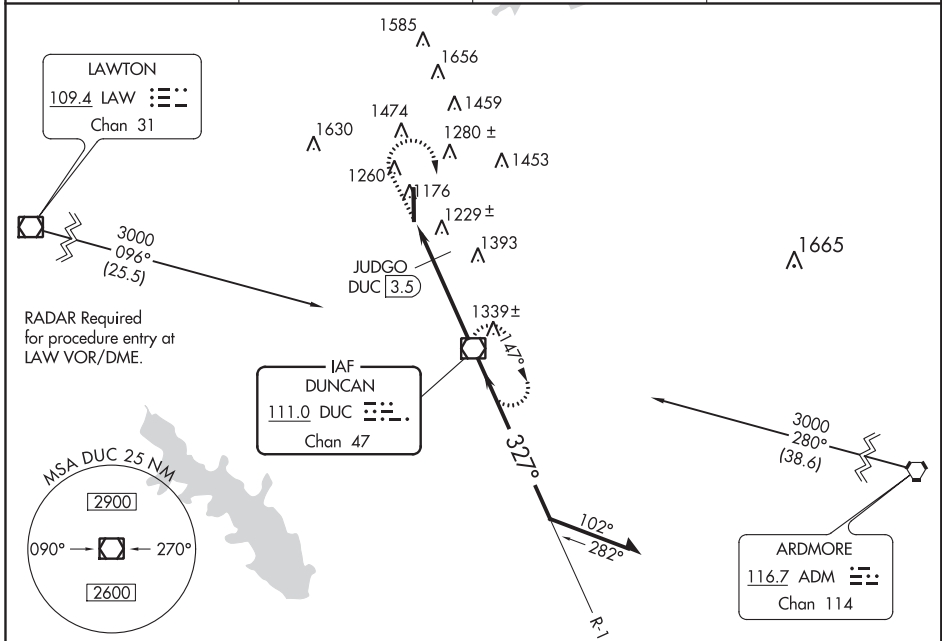 1585
1656
LAWTON
109.4 LAW
Chan 31
1459
1474
1630
1280 ±
1453
1260
1176
1229 ±
1393
3000
096°
(25.5)
JUDGO
DUC 3.5
1665
RADAR Required
for procedure entry at
LAW VOR/DME.
1339 ±
147°
IAF
DUNCAN
111.0 DUC
Chan 47
327°
3000
280°
(38.6)
MSA DUC 25 NM
2900
090° 270°
2600
102°
282°
ARDMORE
116.7 ADM
Chan 114